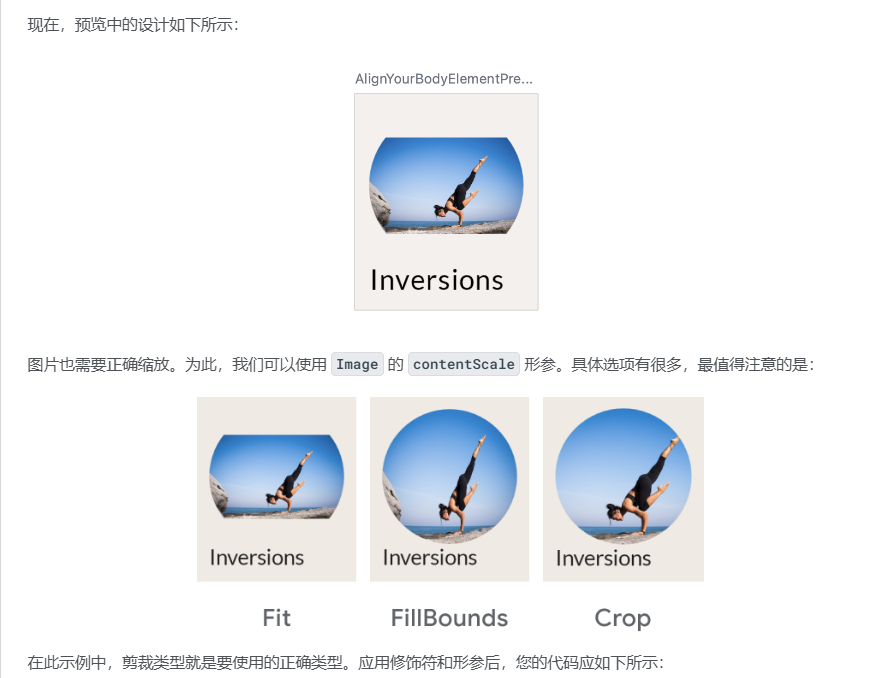 现在，预览中的设计如下所示：
AlignYourBodyElementPre...
Inversions
图片也需要正确缩放。为此，我们可以使用 Image 的 contentScale 形参。具体选项有很多，最值得注意的是：
Inversions Inversions Inversions
Fit FillBounds Crop
在此示例中，剪裁类型就是要使用的正确类型。应用修饰符和形参后，您的代码应如下所示：